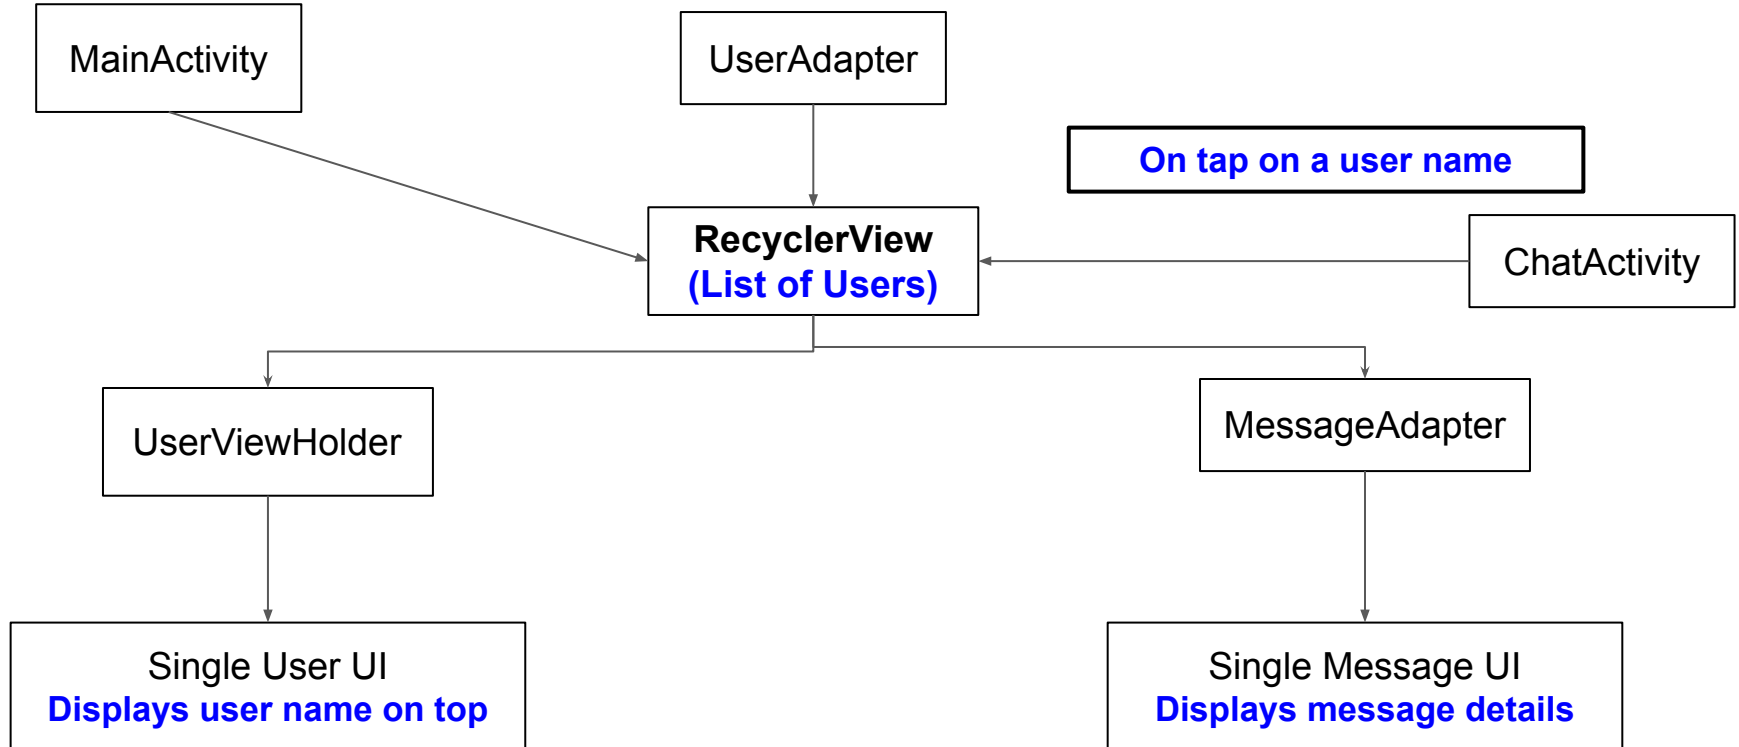 MainActivity
UserAdapter
On tap on a user name
RecyclerView
(List of Users)
ChatActivity
UserViewHolder
MessageAdapter
Single User UI
Displays user name on top
Single Message UI
Displays message details